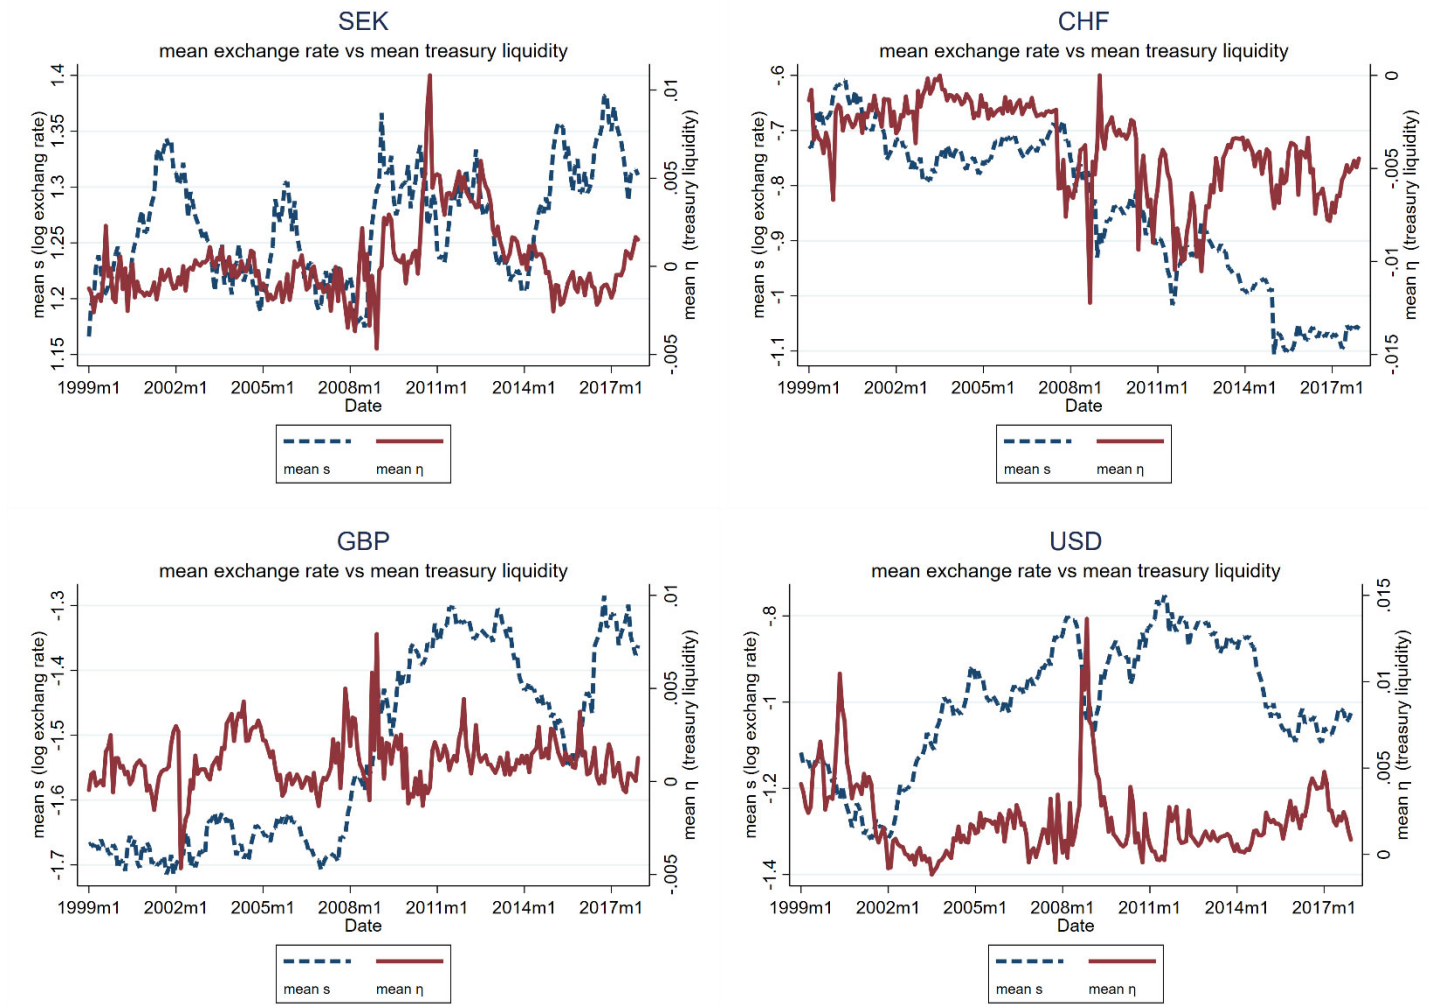 SEK
mean exchange rate vs mean treasury liquidity
mean s (log exchang rate)
1.4
1.35
1.3
1.25
1.2
1.15
.01
.005
0
-.005
mean η (treasury liquidity)
1999m1 2002m1 2005m1 2008m1 2011m1 2014m1 2017m1
Date
mean s mean η
CHF
mean exchange rate vs mean treasury liquidity
mean s (log exchang rate)
-.6
-.7
-.8
-.9
-1
-1.1
0
-.005
-.01
-.015
mean η (treasury liquidity)
1999m1 2002m1 2005m1 2008m1 2011m1 2014m1 2017m1
Date
mean s mean η
GBP
mean exchange rate vs mean treasury liquidity
mean s (log exchang rate)
-1.3
-1.4
-1.5
-1.6
-1.7
.01
.005
0
-.005
mean η (treasury liquidity)
1999m1 2002m1 2005m1 2008m1 2011m1 2014m1 2017m1
Date
mean s mean η
USD
mean exchange rate vs mean treasury liquidity
mean s (log exchang rate)
-.8
-1
-1.2
-1.4
.015
.01
.005
0
mean η (treasury liquidity)
1999m1 2002m1 2005m1 2008m1 2011m1 2014m1 2017m1
Date
mean s mean η